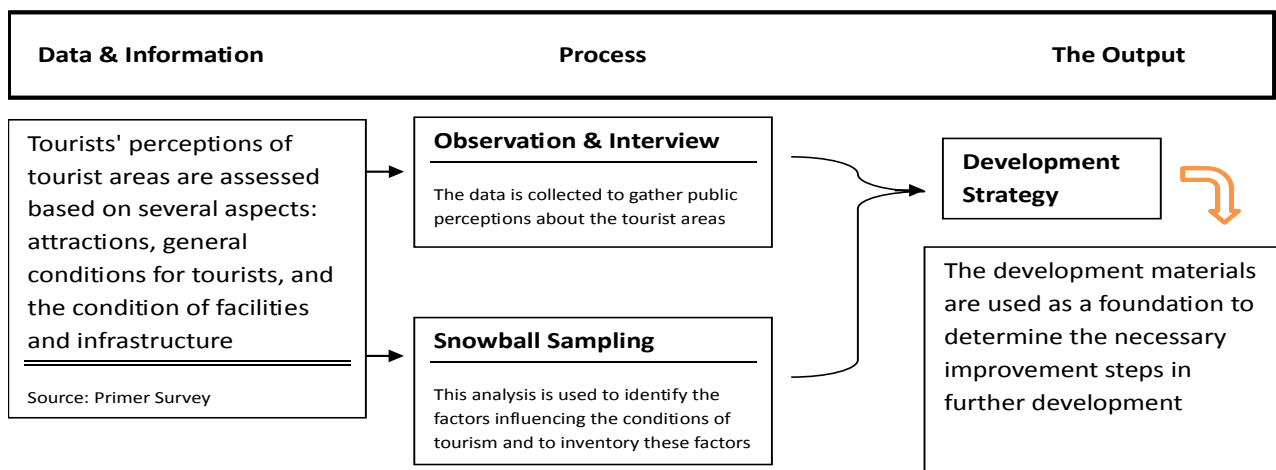 Data & Information
Process
The Output
Tourists' perceptions of
tourist areas are assessed
based on several aspects:
attractions, general
conditions for tourists, and
the condition of facilities
and infrastructure
Source: Primer Survey
Observation & Interview
The data is collected to gather public
perceptions about the tourist areas
Snowball Sampling
This analysis is used to identify the
factors influencing the conditions of
tourism and to inventory these factors
Development
Strategy
The development materials
are used as a foundation to
determine the necessary
improvement steps in
further development